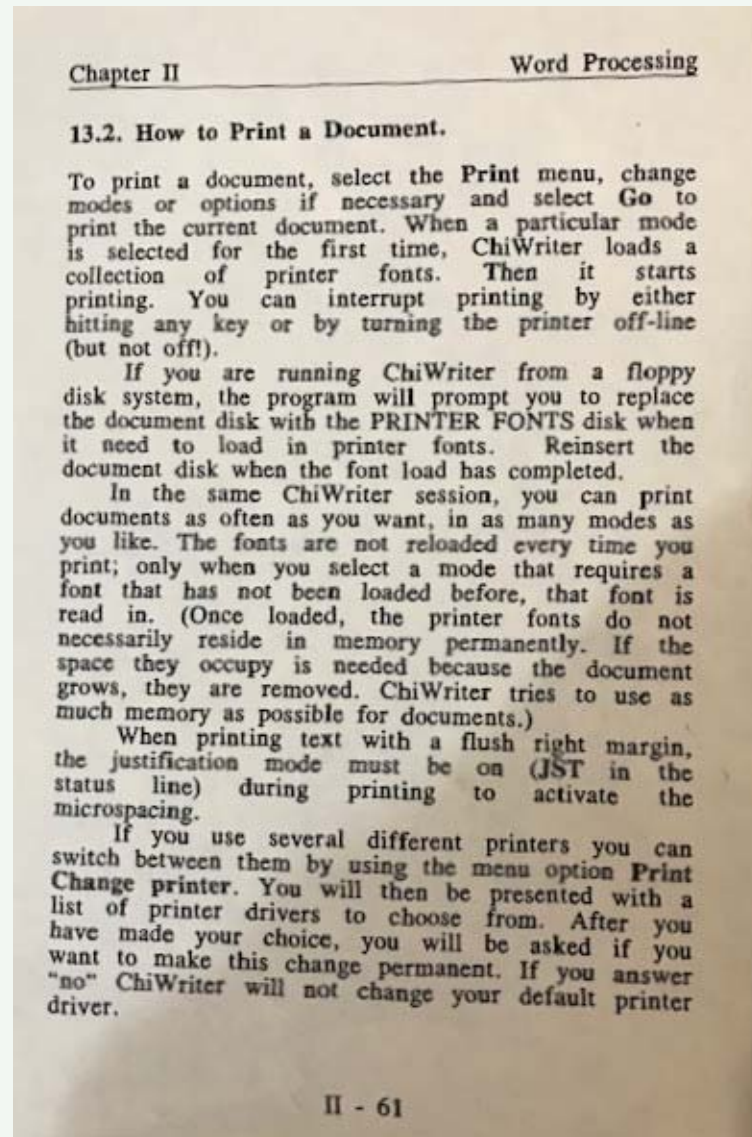 Chapter II Word Processing
13.2. How to Print a Document.
To print a document, select the Print menu, change
modes or options if necessary and select Go to
print the current document. When a particular mode
is selected for the first time, ChiWriter loads a
collection of printer fonts. Then it starts
printing. You can interrupt printing by either
hitting any key or by turning the printer off-line
(but not off!).
If you are running ChiWriter from a floppy
disk system, the program will prompt you to replace
the document disk with the PRINTER FONTS disk when
it need to load in printer fonts. Reinsert the
document disk when the font load has completed.
In the same ChiWriter session, you can print
documents as often as you want, in as many modes as
you like. The fonts are not reloaded every time you
print; only when you select a mode that requires a
font that has not been loaded before, that font is
read in. (Once loaded, the printer fonts do not
necessarily reside in memory permanently. If the
space they occupy is needed because the document
grows, they are removed. ChiWriter tries to use as
much memory as possible for documents.)
When printing text with a flush right margin,
the justification mode must be on (JST in the
status line) during printing to activate the
microspacing.
If you use several different printers you can
switch between them by using the menu option Print
Change printer. You will then be presented with a
list of printer drivers to choose from. After you
have made your choice, you will be asked if you
want to make this change permanent. If you answer
"no" ChiWriter will not change your default printer
driver.
II - 61